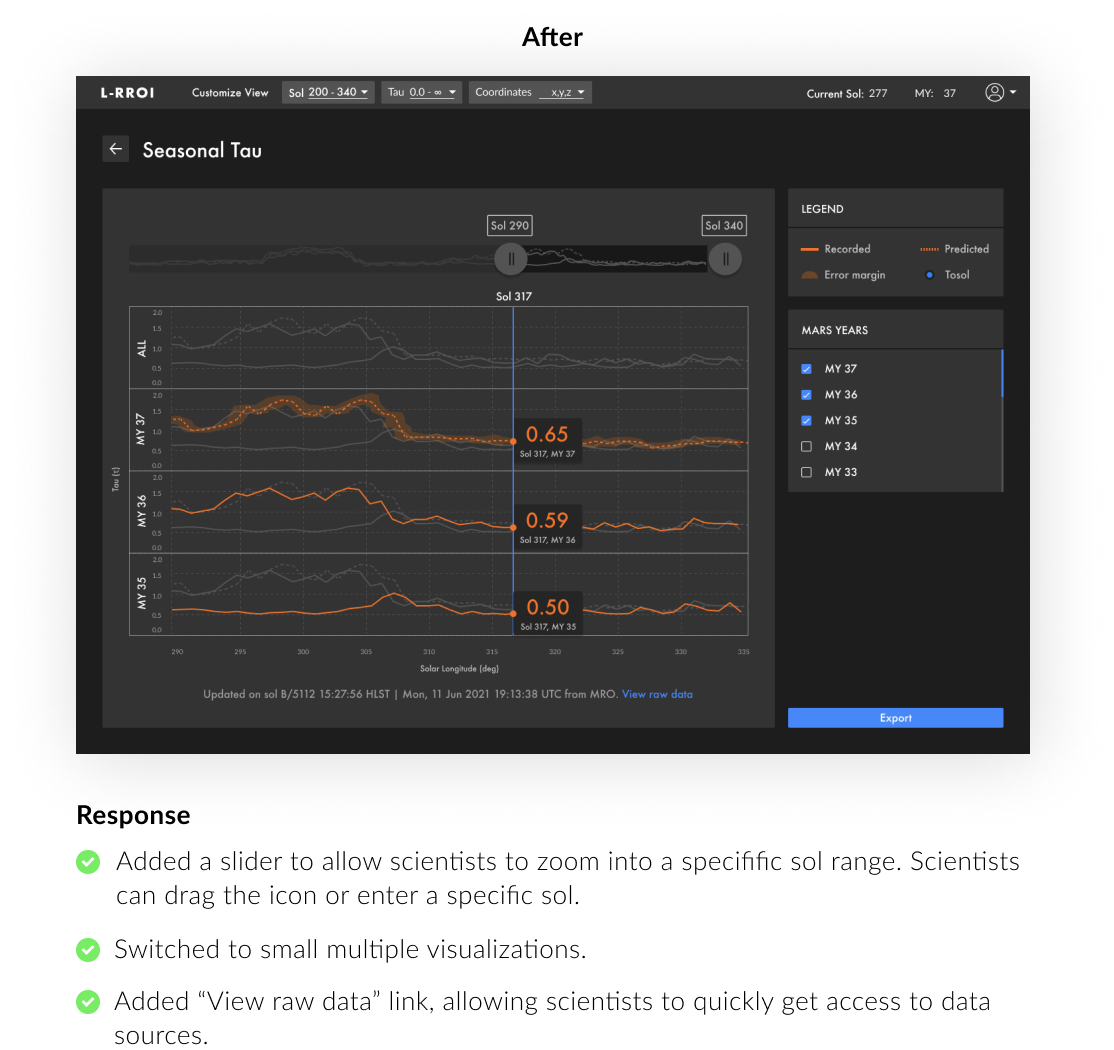 After
L-RROI Customize View Sol 200 - 340 Tau 0.0 - ∞ Coordinates x,y,z Current Sol: 277 MY: 37
Seasonal Tau
Sol 290 Sol 340
Sol 317
ALL
2.0
1.5
1.0
0.5
0.0
MY 37
2.0
1.5
1.0
0.5
0.0
0.65
Sol 317, MY 37
Tau (t)
MY 36
2.0
1.5
1.0
0.5
0.0
0.59
Sol 317, MY 36
MY 35
2.0
1.5
1.0
0.5
0.0
0.50
Sol 317, MY 35
290 295 300 305 310 315 320 325 330 335
Solar Longitude (deg)
Updated on sol B/5112 15:27:56 HLST | Mon, 11 Jun 2021 19:13:38 UTC from MRO. View raw data
LEGEND
Recorded Predicted
Error margin Tosol
MARS YEARS
MY 37
MY 36
MY 35
MY 34
MY 33
Export
Response
Added a slider to allow scientists to zoom into a specififific sol range. Scientists
can drag the icon or enter a specific sol.
Switched to small multiple visualizations.
Added “View raw data” link, allowing scientists to quickly get access to data
sources.